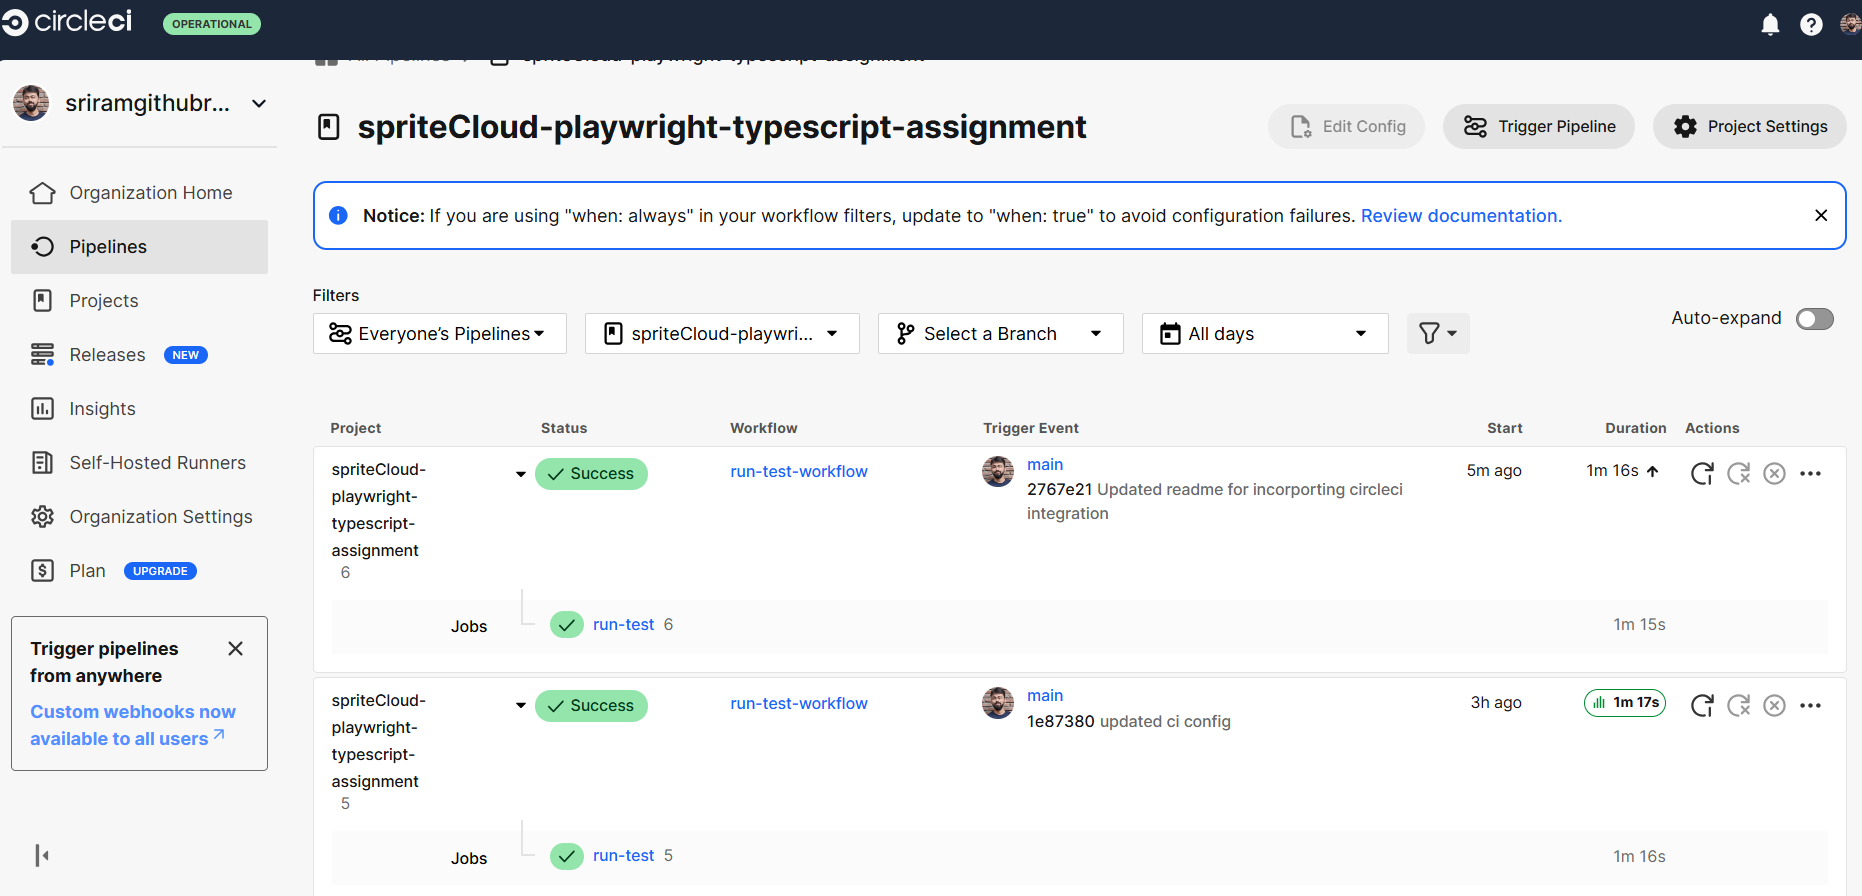 circleci
OPERATIONAL
sriramgithubr...
Organization Home
Pipelines
Projects
Releases NEW
Insights
Self-Hosted Runners
Organization Settings
Plan UPGRADE
Trigger pipelines
from anywhere
Custom webhooks now
available to all users
All Pipelines
spriteCloud-playwright-typescript-assignment
spriteCloud-playwright-typescript-assignment
Edit Config
Trigger Pipeline
Project Settings
Notice: If you are using "when: always" in your workflow filters, update to "when: true" to avoid configuration failures. Review documentation.
Filters
Everyone’s Pipelines
spriteCloud-playwri...
Select a Branch
All days
Auto-expand
Project Status Workflow Trigger Event Start Duration Actions
spriteCloud-
playwright-
typescript-
assignment
6
Success
run-test-workflow
main
2767e21 Updated readme for incorporting circleci
integration
5m ago
1m 16s
Jobs
run-test 6
1m 15s
spriteCloud-
playwright-
typescript-
assignment
5
Success
run-test-workflow
main
1e87380 updated ci config
3h ago
1m 17s
Jobs
run-test 5
1m 16s